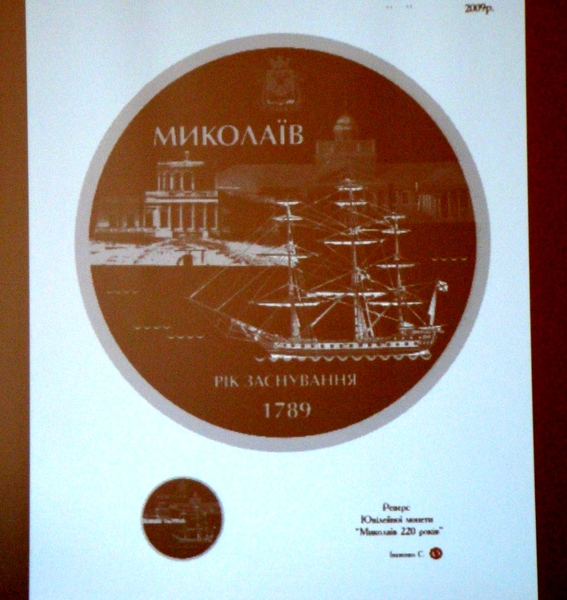 2009р.
МИКОЛАЇВ
РІК ЗАСНУВАННЯ
1789
Реверс
Ювілейної монети
"Миколаїв 220 років"
С.